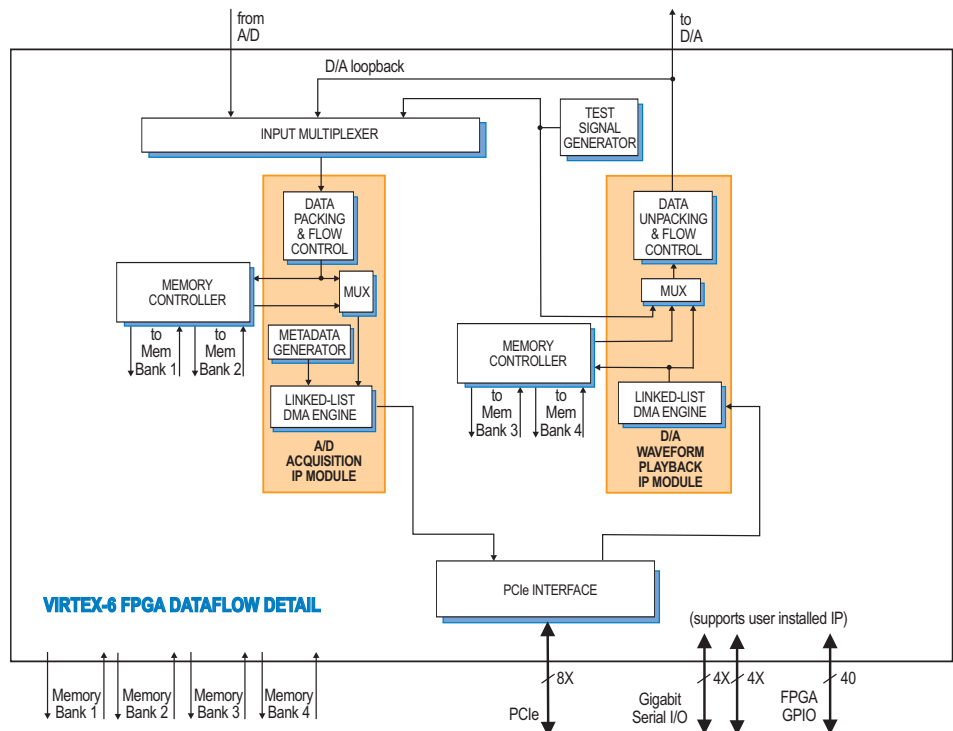 from
A/D
to
D/A
D/A loopback
INPUT MULTIPLEXER
TEST
SIGNAL
GENERATOR
DATA
PACKING
& FLOW
CONTROL
DATA
UNPACKING
& FLOW
CONTROL
MEMORY
CONTROLLER
MUX
MUX
to
Mem
Bank 1
to
Mem
Bank 2
METADATA
GENERATOR
MEMORY
CONTROLLER
LINKED-LIST
DMA ENGINE
LINKED-LIST
DMA ENGINE
to
Mem
Bank 3
to
Mem
Bank 4
A/D
ACQUISITION
IP MODULE
D/A
WAVEFORM
PLAYBACK
IP MODULE
PCIe INTERFACE
VIRTEX-6 FPGA DATAFLOW DETAIL
(supports user installed IP)
Memory
Bank 1
Memory
Bank 2
Memory
Bank 3
Memory
Bank 4
8X
PCIe
4X
4X
Gigabit
Serial I/O
40
FPGA
GPIO